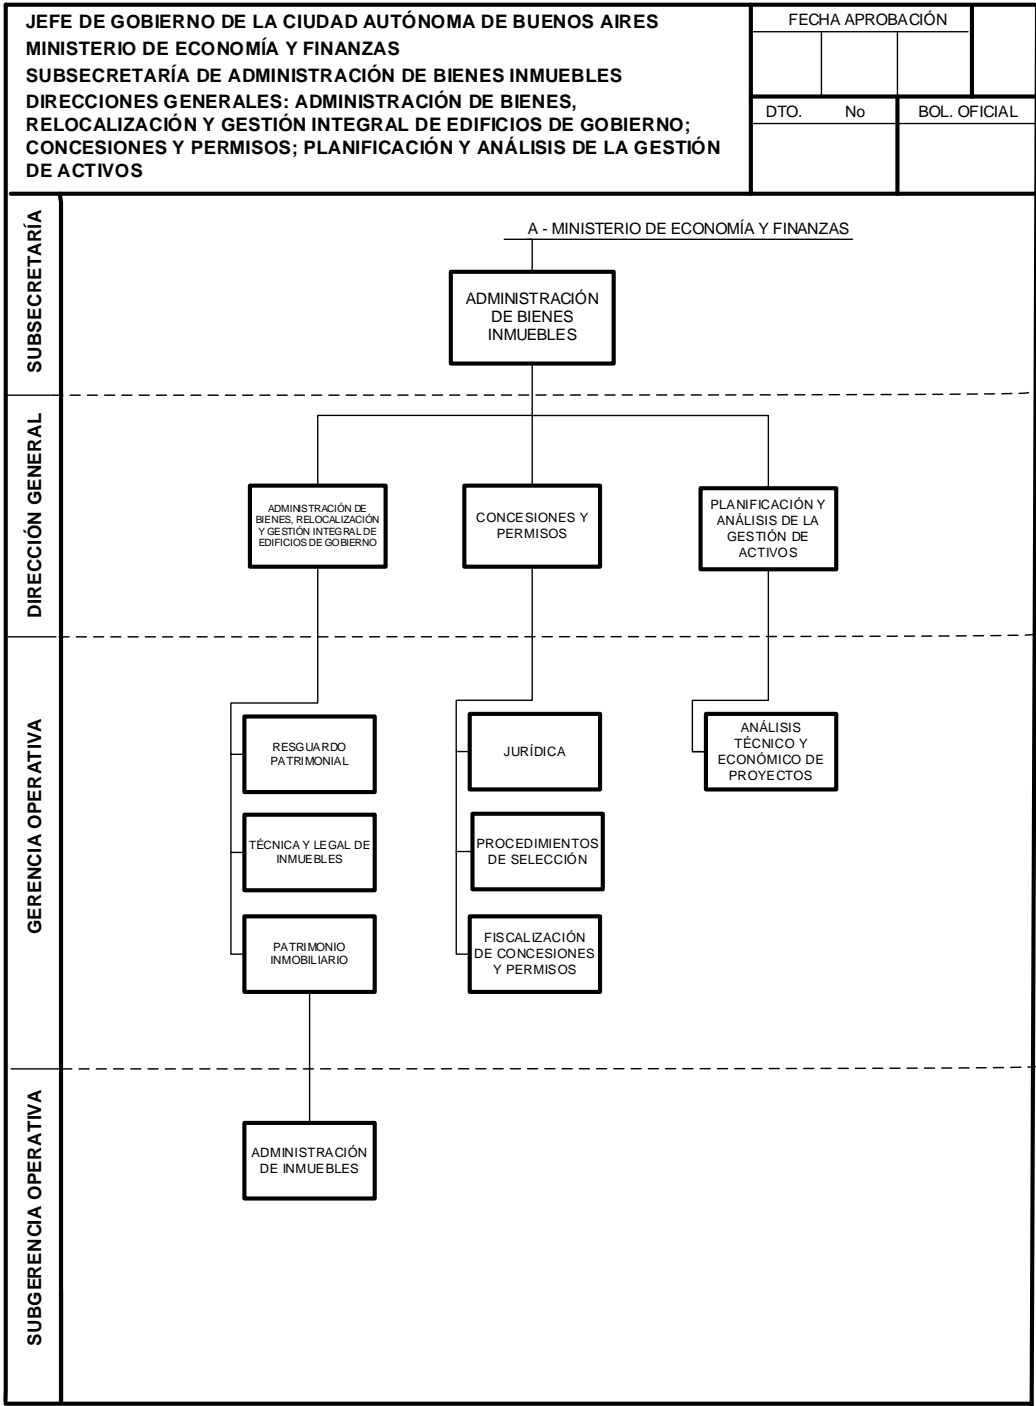 JEFE DE GOBIERNO DE LA CIUDAD AUTÓNOMA DE BUENOS AIRES
MINISTERIO DE ECONOMÍA Y FINANZAS
SUBSECRETARÍA DE ADMINISTRACIÓN DE BIENES INMUEBLES
DIRECCIONES GENERALES: ADMINISTRACIÓN DE BIENES,
RELOCALIZACIÓN Y GESTIÓN INTEGRAL DE EDIFICIOS DE GOBIERNO;
CONCESIONES Y PERMISOS; PLANIFICACIÓN Y ANÁLISIS DE LA GESTIÓN
DE ACTIVOS
FECHA APROBACIÓN
DTO. No
BOL. OFICIAL
SUBSECRETARÍA
A - MINISTERIO DE ECONOMÍA Y FINANZAS
ADMINISTRACIÓN
DE BIENES
INMUEBLES
DIRECCIÓN GENERAL
ADMINISTRACIÓN DE
BIENES, RELOCALIZACIÓN
Y GESTIÓN INTEGRAL DE
EDIFICIOS DE GOBIERNO
CONCESIONES Y
PERMISOS
PLANIFICACIÓN Y
ANÁLISIS DE LA
GESTIÓN DE
ACTIVOS
GERENCIA OPERATIVA
RESGUARDO
PATRIMONIAL
JURÍDICA
ANÁLISIS
TÉCNICO Y
ECONÓMICO DE
PROYECTOS
TÉCNICA Y LEGAL DE
INMUEBLES
PROCEDIMIENTOS
DE SELECCIÓN
PATRIMONIO
INMOBILIARIO
FISCALIZACIÓN
DE CONCESIONES
Y PERMISOS
SUBGERENCIA OPERATIVA
ADMINISTRACIÓN
DE INMUEBLES